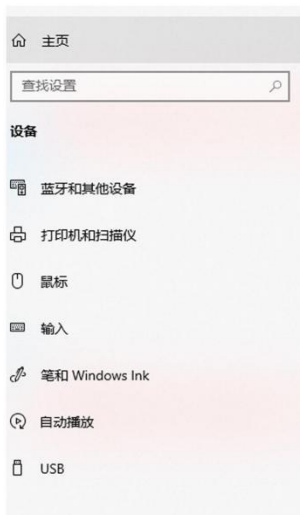 主页
查找设置
设备
蓝牙和其他设备
打印机和扫描仪
鼠标
输入
笔和 Windows Ink
自动播放
USB